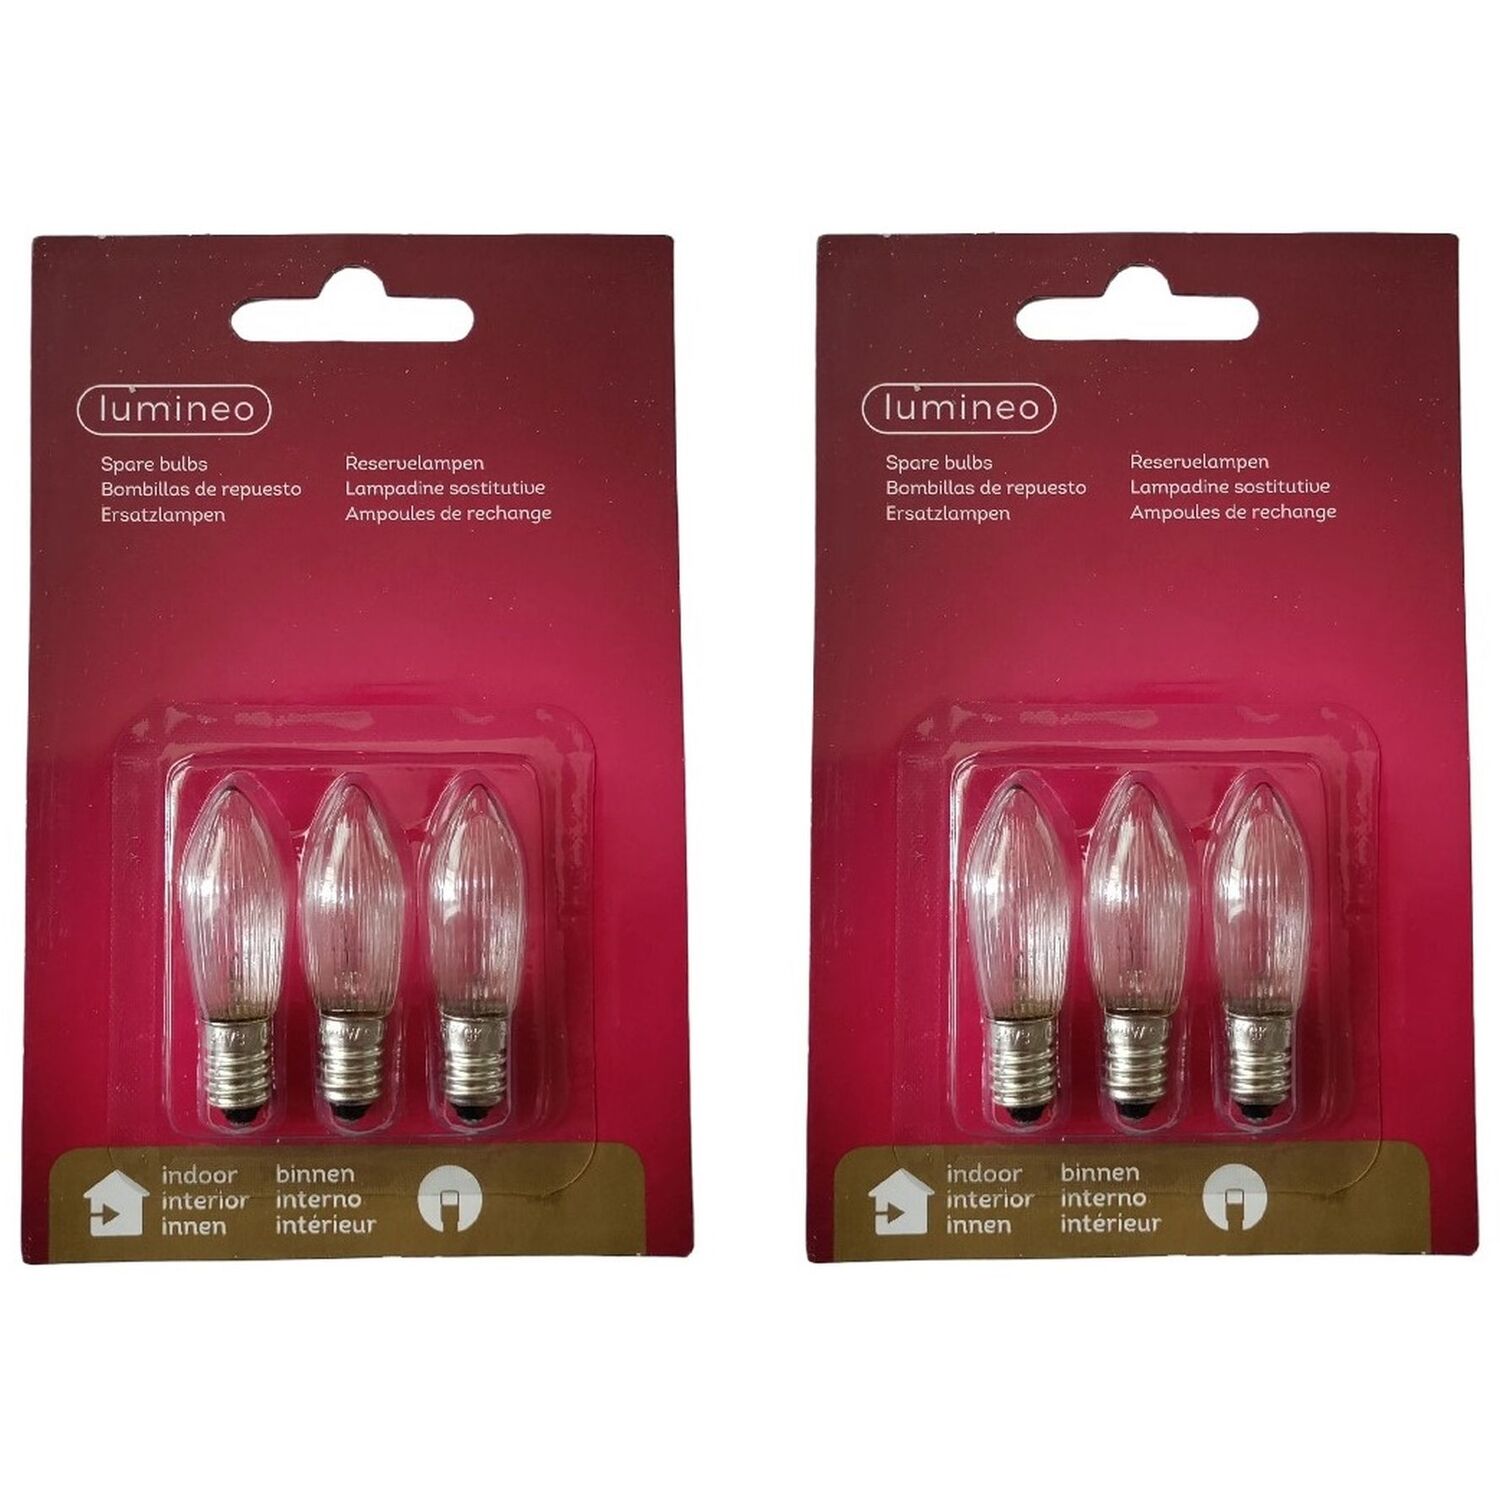 lumineo
Spare bulbs
Bombillas de repuesto
Ersatzlampen
Reservelampen
Lampadine sostitutive
Ampoules de rechange
indoor
interior
innen
binnen
interno
intérieur
lumineo
Spare bulbs
Bombillas de repuesto
Ersatzlampen
Reservelampen
Lampadine sostitutive
Ampoules de rechange
indoor
interior
innen
binnen
interno
intérieur